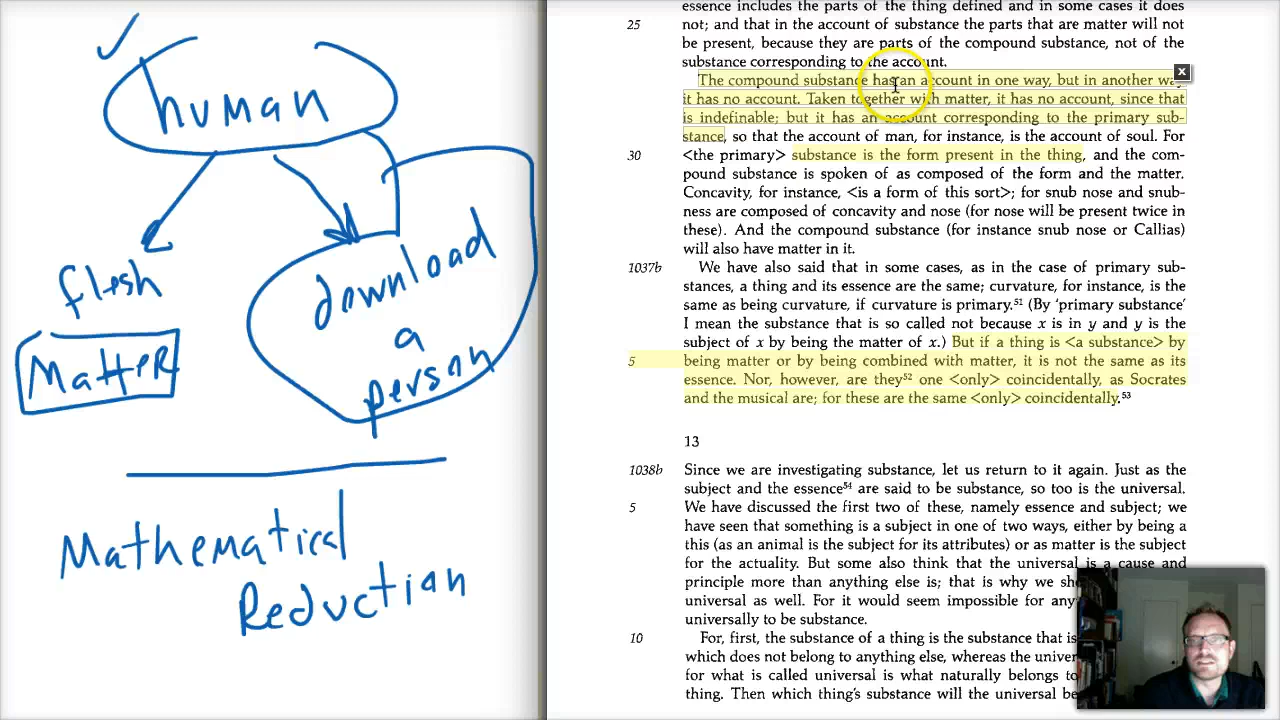 human
flesh
Matter
download
a
person
Mathematical
Reduction
essence includes the parts of the thing defined and in some cases it does
25 not; and that in the account of substance the parts that are matter will not
be present, because they are parts of the compound substance, not of the
substance corresponding to the account.
The compound substance has an account in one way, but in another way
it has no account. Taken together with matter, it has no account, since that
is indefinable; but it has an account corresponding to the primary sub-
stance, so that the account of man, for instance, is the account of soul. For
30 <the primary> substance is the form present in the thing, and the com-
pound substance is spoken of as composed of the form and the matter.
Concavity, for instance, <is a form of this sort>; for snub nose and snub-
ness are composed of concavity and nose (for nose will be present twice in
these). And the compound substance (for instance snub nose or Callias)
will also have matter in it.
1037b We have also said that in some cases, as in the case of primary sub-
stances, a thing and its essence are the same; curvature, for instance, is the
same as being curvature, if curvature is primary.⁵¹ (By 'primary substance'
I mean the substance that is so called not because x is in y and y is the
subject of x by being the matter of x.) But if a thing is <a substance> by
5 being matter or by being combined with matter, it is not the same as its
essence. Nor, however, are they⁵² one <only> coincidentally, as Socrates
and the musical are; for these are the same <only> coincidentally.⁵³
13
1038b Since we are investigating substance, let us return to it again. Just as the
subject and the essence⁵⁴ are said to be substance, so too is the universal.
5 We have discussed the first two of these, namely essence and subject; we
have seen that something is a subject in one of two ways, either by being a
this (as an animal is the subject for its attributes) or as matter is the subject
for the actuality. But some also think that the universal is a cause and
principle more than anything else is; that is why we
universal as well. For it would seem impossible for
universally to be substance.
10 For, first, the substance of a thing is the substance that is
which does not belong to anything else, whereas the
for what is called universal is what naturally belongs
thing. Then which thing's substance will the universal